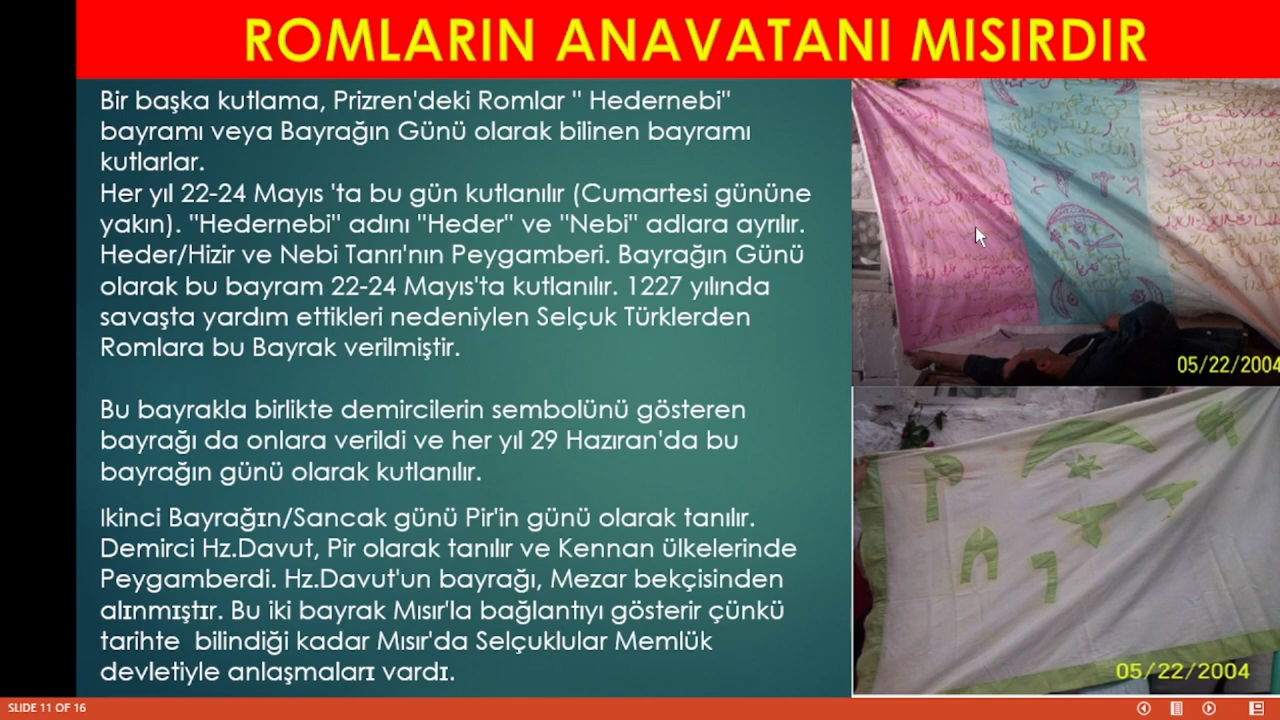 ROMLARIN ANAVATANI MISIRDIR
Bir başka kutlama, Prizren'deki Romlar " Hedernebi"
bayramı veya Bayrağın Günü olarak bilinen bayramı
kutlarlar.
Her yıl 22-24 Mayıs 'ta bu gün kutlanılır (Cumartesi gününe
yakın). "Hedernebi" adını "Heder" ve "Nebi" adlara ayrılır.
Heder/Hizir ve Nebi Tanrı'nın Peygamberi. Bayrağın Günü
olarak bu bayram 22-24 Mayıs'ta kutlanılır. 1227 yılında
savaşta yardım ettikleri nedeniylen Selçuk Türklerden
Romlara bu Bayrak verilmiştir.
Bu bayrakla birlikte demircilerin sembolünü gösteren
bayrağı da onlara verildi ve her yıl 29 Hazıran'da bu
bayrağın günü olarak kutlanılır.
Ikinci Bayrağın/Sancak günü Pir'in günü olarak tanılır.
Demirci Hz.Davut, Pir olarak tanılır ve Kennan ülkelerinde
Peygamberdi. Hz.Davut'un bayrağı, Mezar bekçisinden
alınmıştır. Bu iki bayrak Mısır'la bağlantıyı gösterir çünkü
tarihte bilindiği kadar Mısır'da Selçuklular Memlük
devletiyle anlaşmaları vardı.
05/22/2004
05/22/2004
SLIDE 11 OF 16